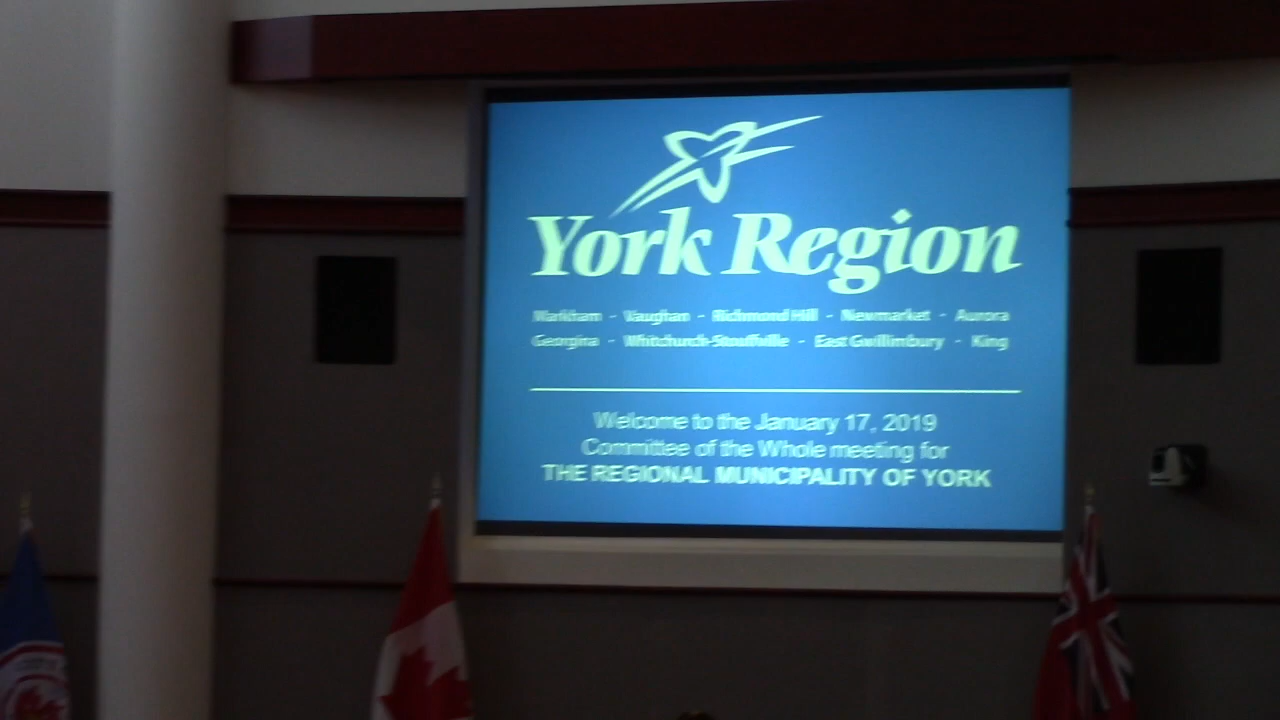 York Region
Markham - Vaughan - Richmond Hill - Newmarket - Aurora
Georgina - Whitchurch-Stouffville - East Gwillimbury - King
Welcome to the January 17, 2019
Committee of the Whole meeting for
THE REGIONAL MUNICIPALITY OF YORK